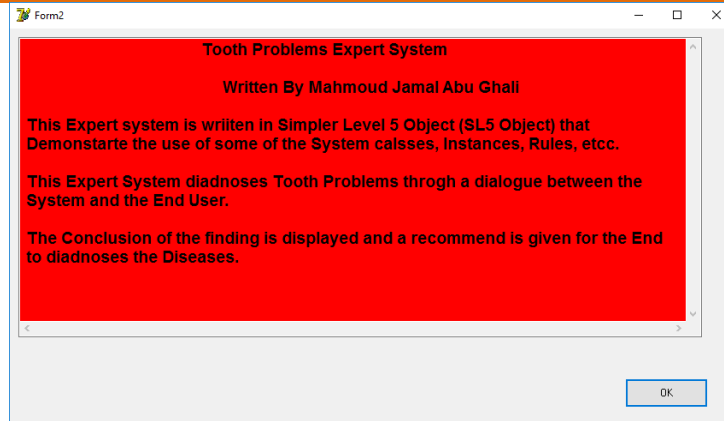 Form2
Tooth Problems Expert System
Written By Mahmoud Jamal Abu Ghali
This Expert system is wriiten in Simpler Level 5 Object (SL5 Object) that
Demonstarte the use of some of the System calsses, Instances, Rules, etcc.
This Expert System diadnoses Tooth Problems throgh a dialogue between the
System and the End User.
The Conclusion of the finding is displayed and a recommend is given for the End
to diadnoses the Diseases.
OK